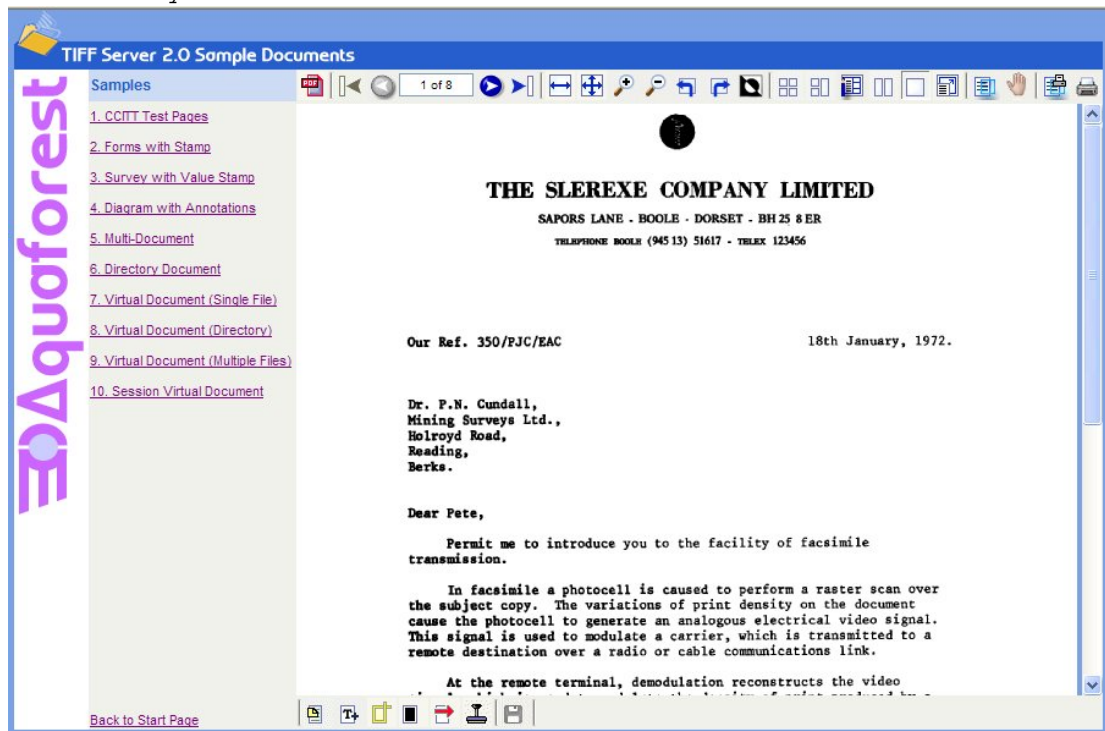 TIFF Server 2.0 Sample Documents
Aquaforest
Samples
1. CCITT Test Pages
2. Forms with Stamp
3. Survey with Value Stamp
4. Diagram with Annotations
5. Multi-Document
6. Directory Document
7. Virtual Document (Single File)
8. Virtual Document (Directory)
9. Virtual Document (Multiple Files)
10. Session Virtual Document
Back to Start Page
PDF
1 of 8
THE SLEREXE COMPANY LIMITED
SAPORS LANE - BOOLE - DORSET - BH 25 8 ER
TELEPHONE BOOLE (945 13) 51617 - TELEX 123456
Our Ref. 350/PJC/EAC 18th January, 1972.
Dr. P.N. Cundall,
Mining Surveys Ltd.,
Holroyd Road,
Reading,
Berks.
Dear Pete,
Permit me to introduce you to the facility of facsimile
transmission.
In facsimile a photocell is caused to perform a raster scan over
the subject copy. The variations of print density on the document
cause the photocell to generate an analogous electrical video signal.
This signal is used to modulate a carrier, which is transmitted to a
remote destination over a radio or cable communications link.
At the remote terminal, demodulation reconstructs the video
T+